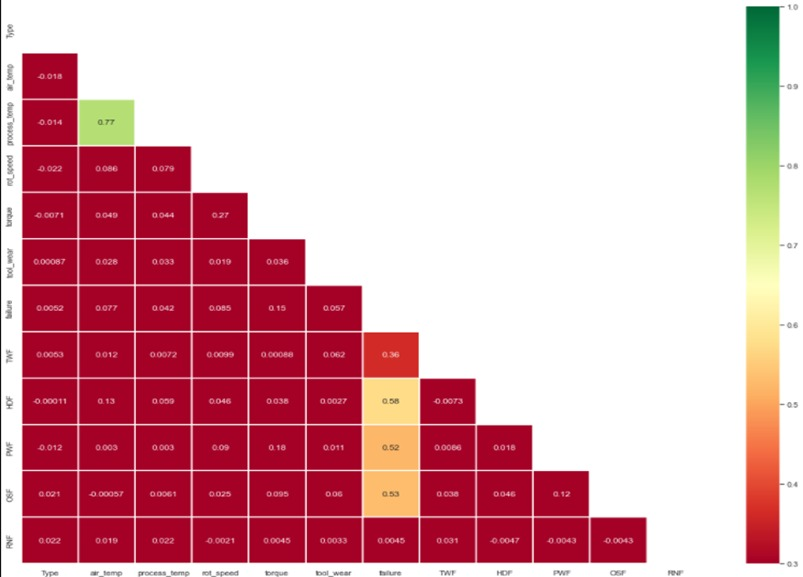 Type
air_temp
-0.018
process_temp
-0.014 0.77
rot_speed
-0.022 0.086 0.079
torque
-0.0071 0.049 0.044 0.27
tool_wear
0.00087 0.028 0.033 0.019 0.036
failure
0.0052 0.077 0.042 0.085 0.15 0.057
TWF
0.0053 0.012 0.0072 0.0099 0.00088 0.062 0.36
HDF
-0.00011 0.13 0.059 0.046 0.038 0.0027 0.58 -0.0073
PWF
-0.012 0.003 0.003 0.09 0.18 0.011 0.52 0.0086 0.018
OSF
0.021 -0.00057 0.0061 0.025 0.095 0.06 0.53 0.038 0.046 0.12
RNF
0.022 0.019 0.022 -0.0021 0.0045 0.0033 0.0045 0.031 -0.0047 -0.0043 -0.0043
Type air_temp process_temp rot_speed torque tool_wear failure TWF HDF PWF OSF RNF
1.0
0.9
0.8
0.7
0.6
0.5
0.4
0.3